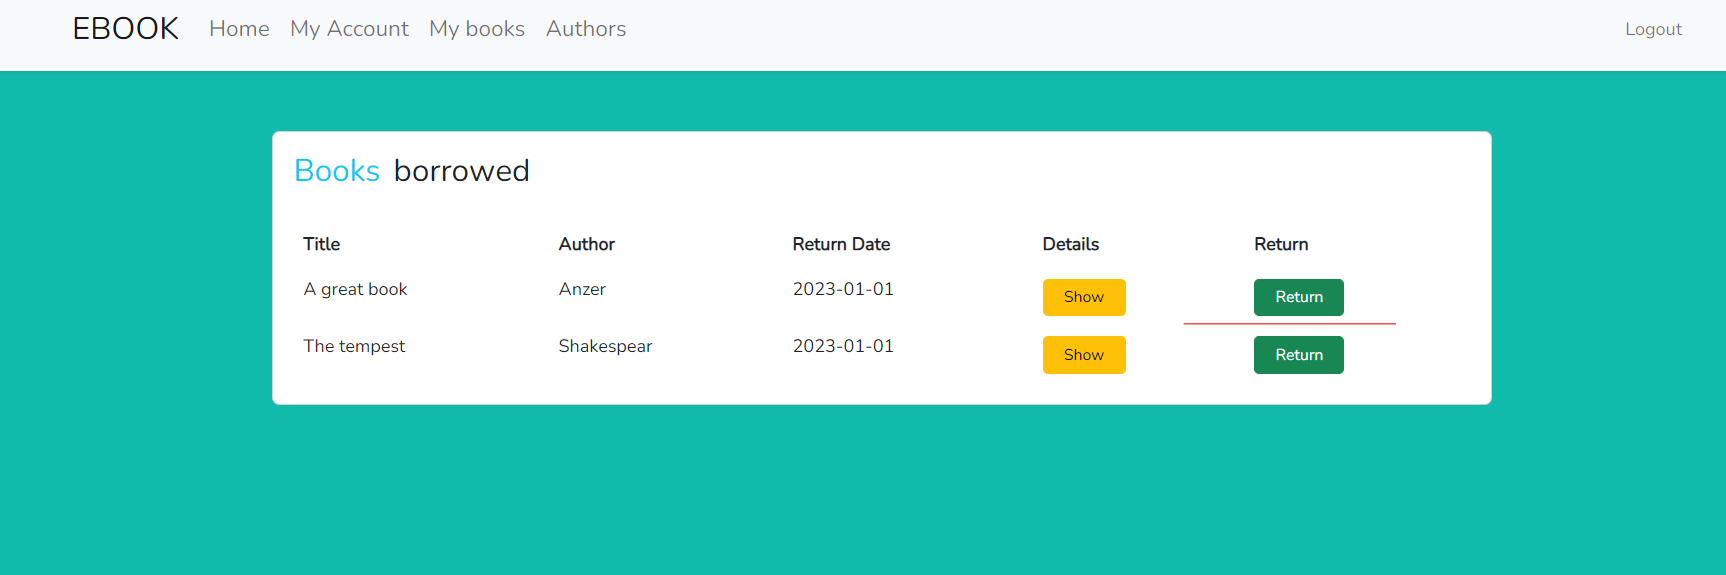 EBOOK Home My Account My books Authors Logout
Books borrowed
Title Author Return Date Details Return
A great book Anzer 2023-01-01 Show Return
The tempest Shakespear 2023-01-01 Show Return